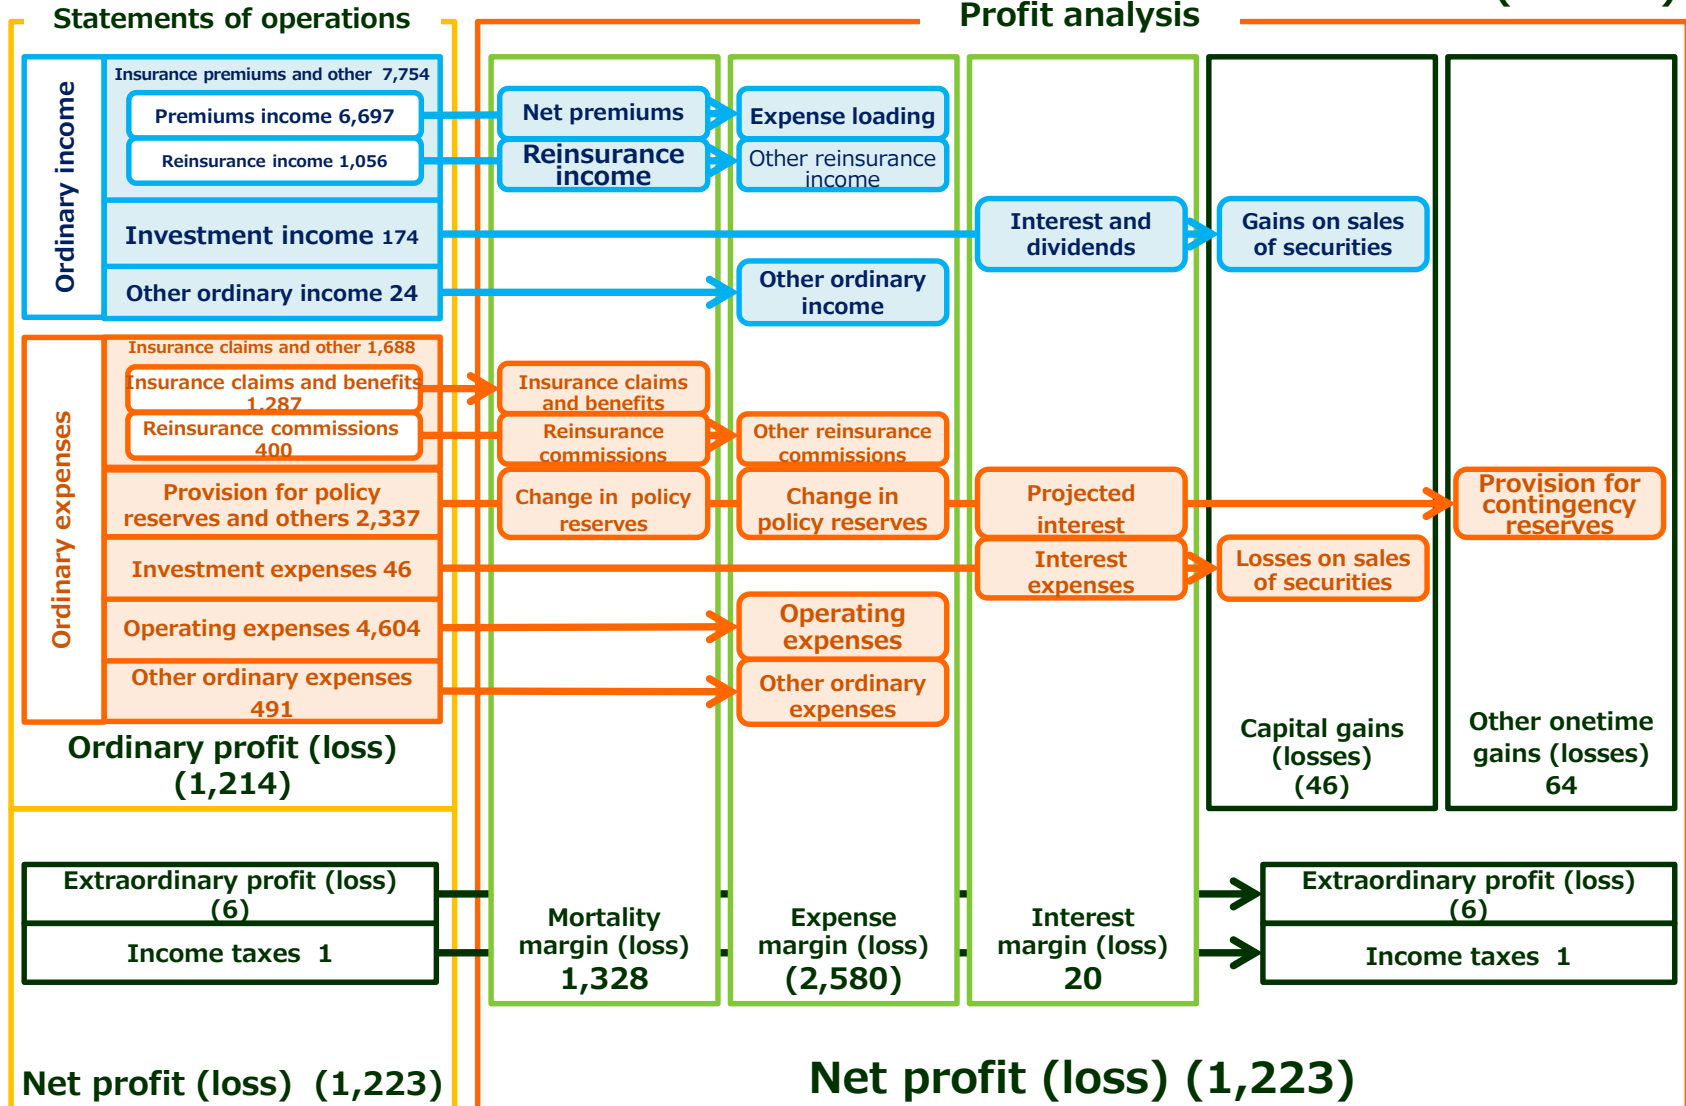 Statements of operations
Profit analysis
Ordinary income
Insurance premiums and other 7,754
Premiums income 6,697
Reinsurance income 1,056
Investment income 174
Other ordinary income 24
Net premiums
Expense loading
Reinsurance
income
Other reinsurance
income
Interest and
dividends
Gains on sales
of securities
Other ordinary
income
Ordinary expenses
Insurance claims and other 1,688
Insurance claims and benefits
1,287
Reinsurance commissions
400
Provision for policy
reserves and others 2,337
Investment expenses 46
Operating expenses 4,604
Other ordinary expenses
491
Insurance claims
and benefits
Reinsurance
commissions
Other reinsurance
commissions
Change in policy
reserves
Change in
policy reserves
Projected
interest
Provision for
contingency
reserves
Interest
expenses
Losses on sales
of securities
Operating
expenses
Other ordinary
expenses
Ordinary profit (loss)
(1,214)
Capital gains
(losses)
(46)
Other onetime
gains (losses)
64
Extraordinary profit (loss)
(6)
Income taxes 1
Mortality
margin (loss)
1,328
Expense
margin (loss)
(2,580)
Interest
margin (loss)
20
Extraordinary profit (loss)
(6)
Income taxes 1
Net profit (loss) (1,223)
Net profit (loss) (1,223)